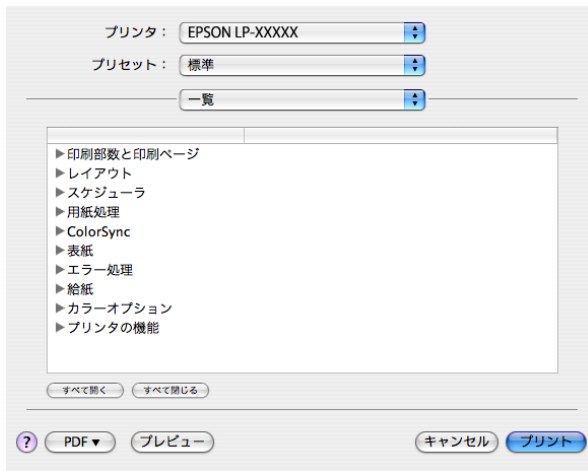 プリンタ： EPSON LP-XXXXX
プリセット： 標準
一覧
▶印刷部数と印刷ページ
▶レイアウト
▶スケジューラ
▶用紙処理
▶ColorSync
▶表紙
▶エラー処理
▶給紙
▶カラーオプション
▶プリンタの機能
すべて開く すべて閉じる
? PDF▼ プレビュー キャンセル プリント